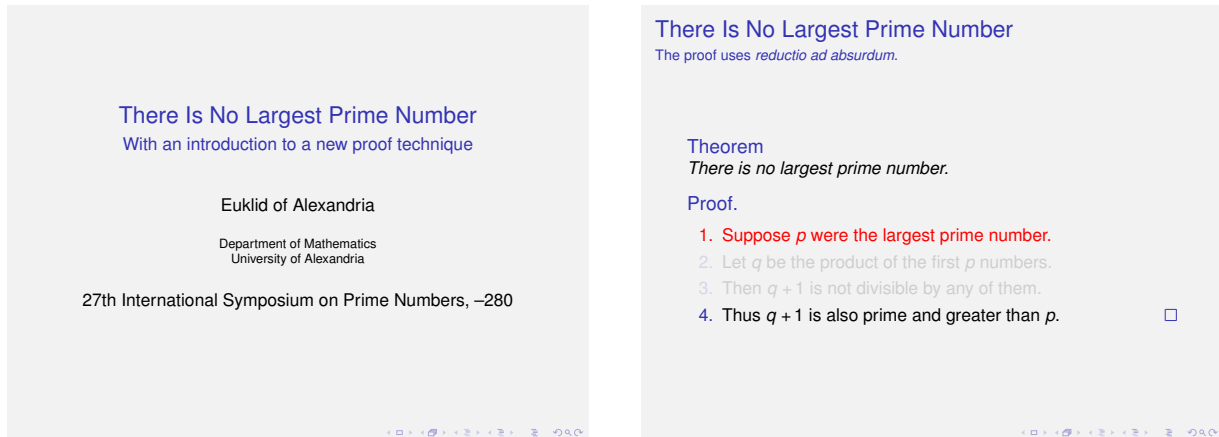 There Is No Largest Prime Number
With an introduction to a new proof technique
Euklid of Alexandria
Department of Mathematics
University of Alexandria
27th International Symposium on Prime Numbers, –280
There Is No Largest Prime Number
The proof uses reductio ad absurdum.
Theorem
There is no largest prime number.
Proof.
1. Suppose p were the largest prime number.
2. Let q be the product of the first p numbers.
3. Then q + 1 is not divisible by any of them.
4. Thus q + 1 is also prime and greater than p. □